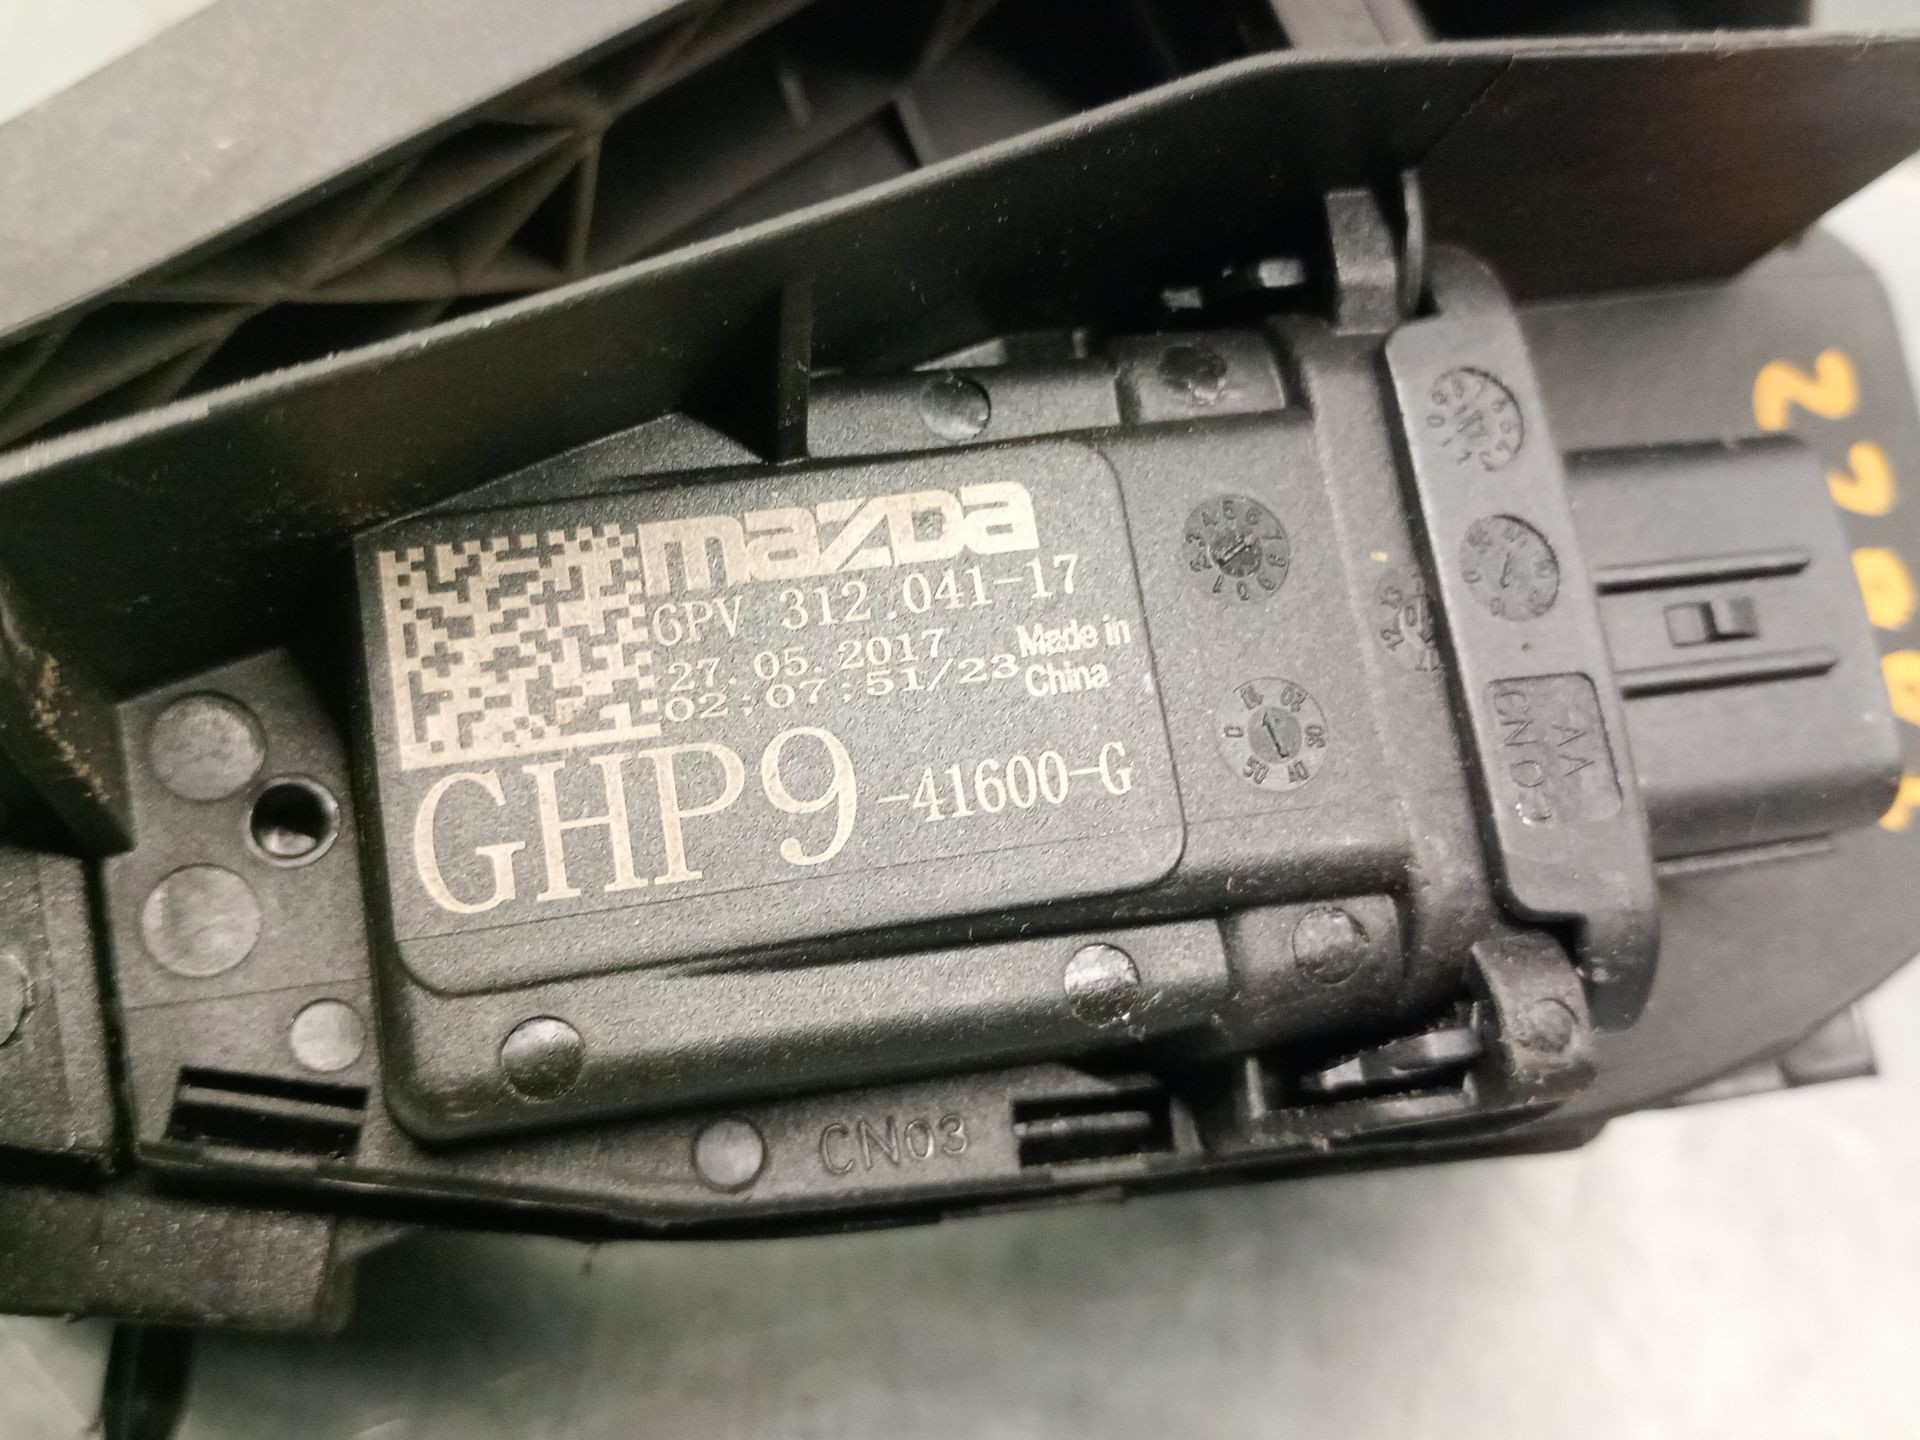 mazda
6PV 312.041-17
27.05.2017
02:07:51/23
Made in
China
GHP9-41600-G
CN03
AA
CN03